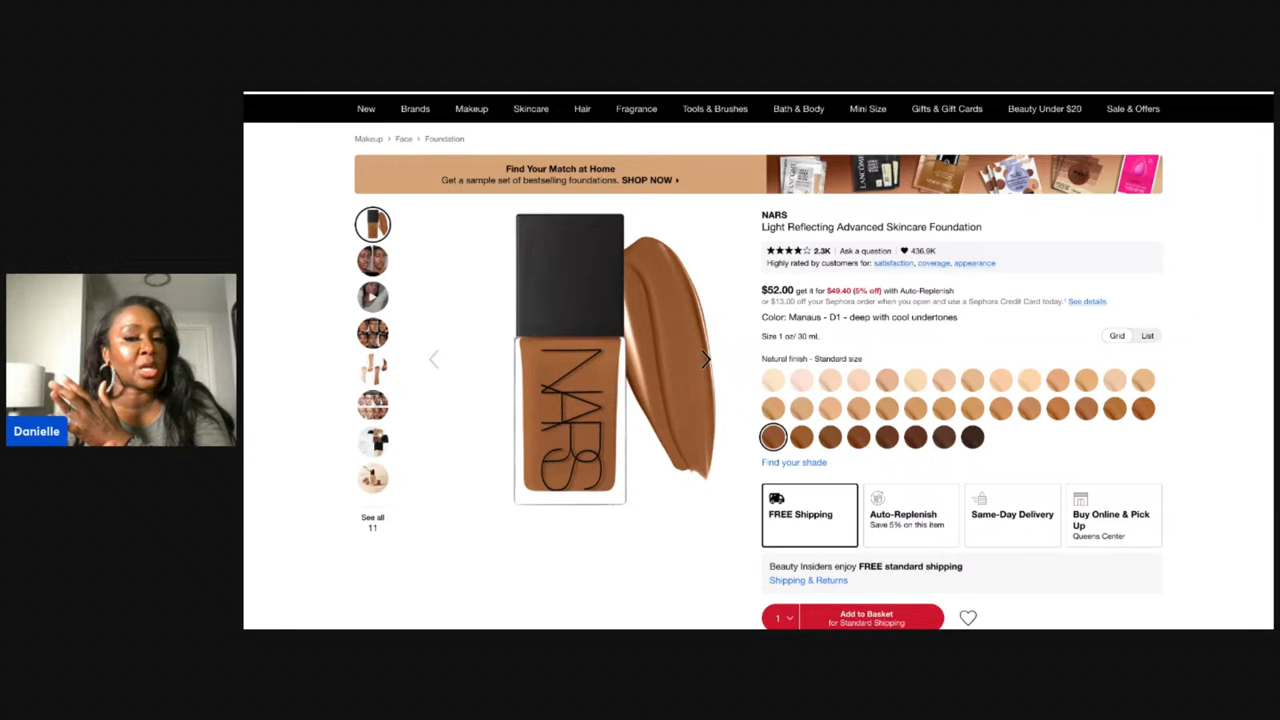 New Brands Makeup Skincare Hair Fragrance Tools & Brushes Bath & Body Mini Size Gifts & Gift Cards Beauty Under $20 Sale & Offers
Makeup > Face > Foundation
Find Your Match at Home
Get a sample set of bestselling foundations. SHOP NOW ›
LANCÔME
NARS
Light Reflecting Advanced Skincare Foundation
2.3K | Ask a question | 436.9K
Highly rated by customers for: satisfaction, coverage, appearance
$52.00 get it for $49.40 (5% off) with Auto-Replenish
or $13.00 off your Sephora order when you open and use a Sephora Credit Card today.¹ See details
Color: Manaus - D1 - deep with cool undertones
Size 1 oz/ 30 mL
Grid List
Natural finish - Standard size
NARS
Find your shade
See all
11
FREE Shipping
Auto-Replenish
Save 5% on this item
Same-Day Delivery
Buy Online & Pick
Up
Queens Center
Beauty Insiders enjoy FREE standard shipping
Shipping & Returns
1
Add to Basket
for Standard Shipping
Danielle